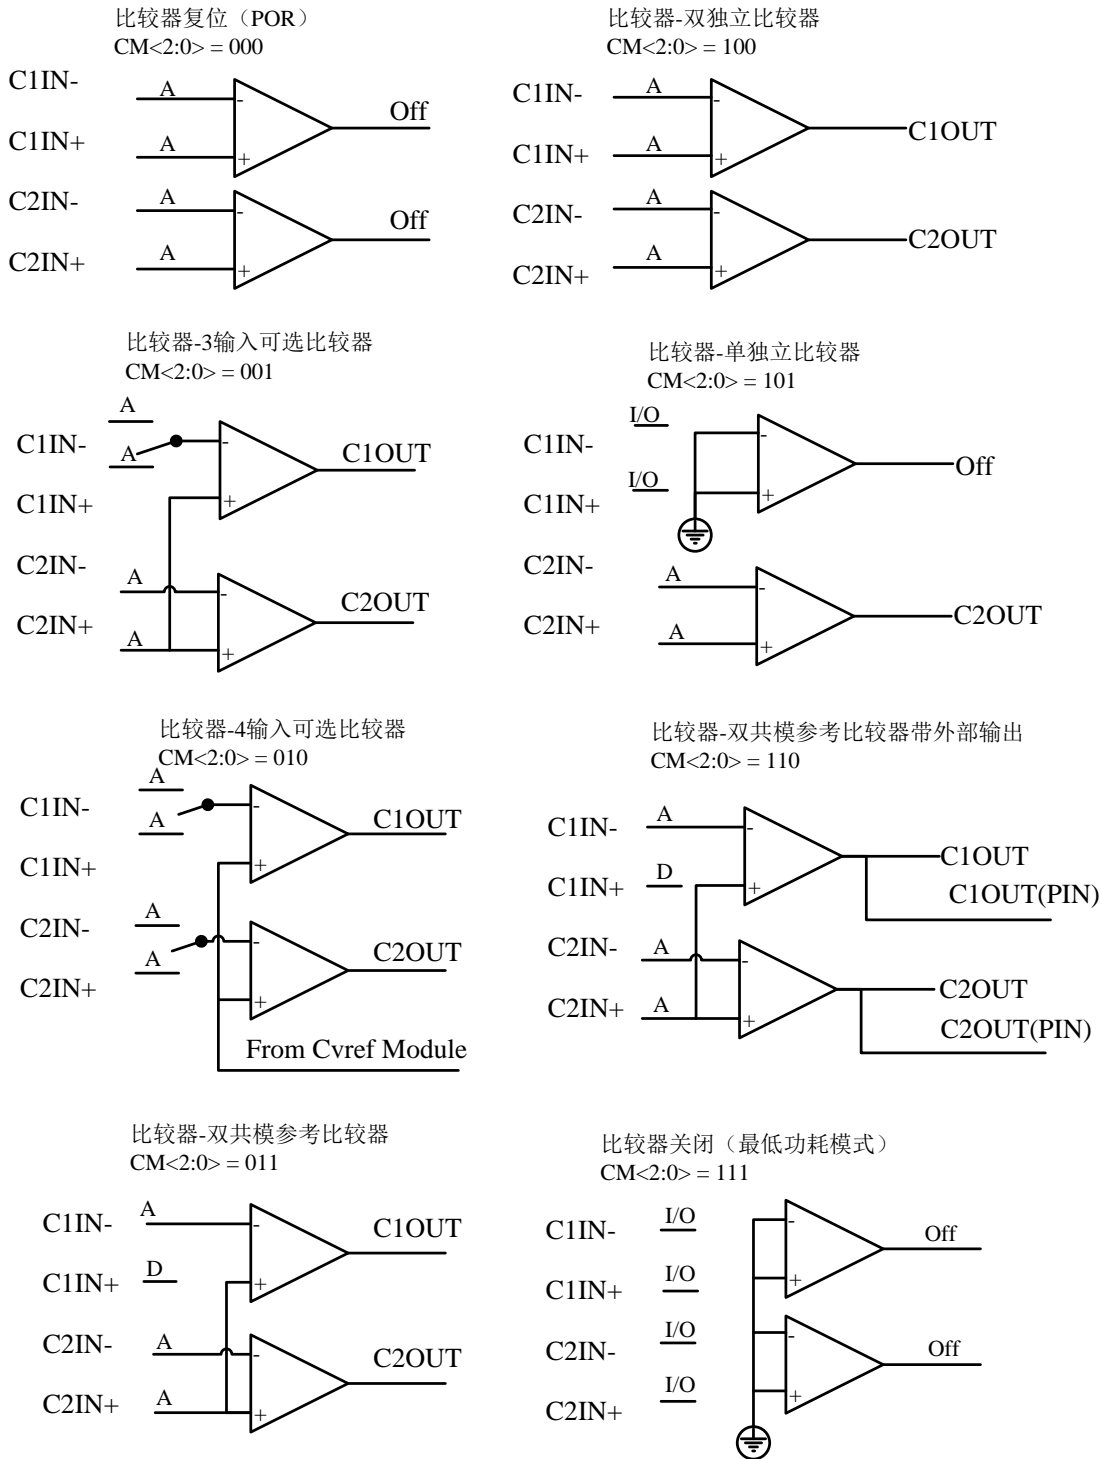 比较器复位（POR）
CM<2:0> = 000
C1IN-
A
-
Off
C1IN+
A
+
C2IN-
A
-
Off
C2IN+
A
+
比较器-双独立比较器
CM<2:0> = 100
C1IN-
A
-
C1OUT
C1IN+
A
+
C2IN-
A
-
C2OUT
C2IN+
A
+
比较器-3输入可选比较器
CM<2:0> = 001
A
C1IN-
A
-
C1OUT
C1IN+
+
C2IN-
A
-
C2OUT
C2IN+
A
+
比较器-单独立比较器
CM<2:0> = 101
I/O
C1IN-
-
Off
I/O
C1IN+
+
C2IN-
A
-
C2OUT
C2IN+
A
+
比较器-4输入可选比较器
CM<2:0> = 010
A
C1IN-
A
-
C1OUT
C1IN+
+
A
C2IN-
A
-
C2OUT
C2IN+
+
From Cvref Module
比较器-双共模参考比较器带外部输出
CM<2:0> = 110
C1IN-
A
-
C1OUT
C1IN+
D
+
C1OUT(PIN)
C2IN-
A
-
C2OUT
C2IN+
A
+
C2OUT(PIN)
比较器-双共模参考比较器
CM<2:0> = 011
C1IN-
A
-
C1OUT
C1IN+
D
+
C2IN-
A
-
C2OUT
C2IN+
A
+
比较器关闭（最低功耗模式）
CM<2:0> = 111
C1IN-
I/O
-
Off
C1IN+
I/O
+
C2IN-
I/O
-
Off
C2IN+
I/O
+